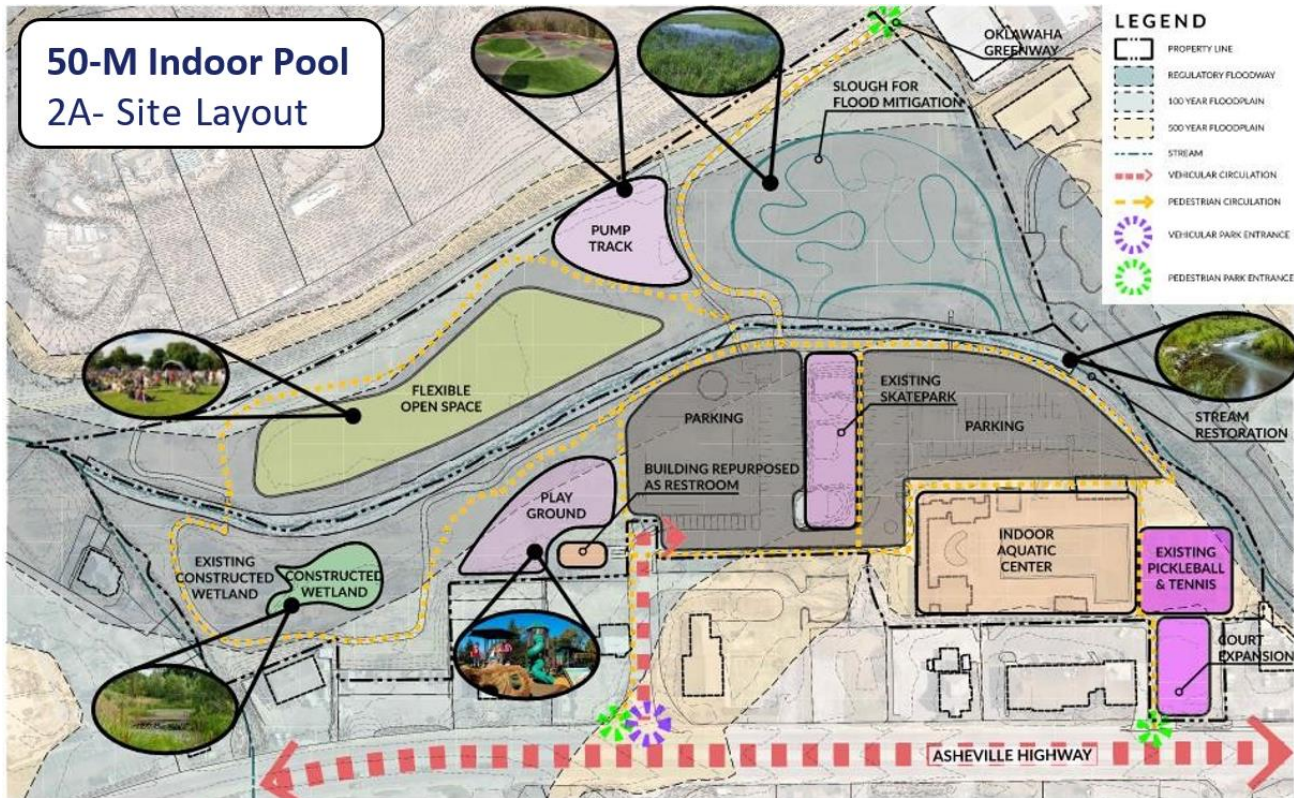 50-M Indoor Pool
2A- Site Layout
OKLAWAHA
GREENWAY
LEGEND
PROPERTY LINE
REGULATORY FLOODWAY
100 YEAR FLOODPLAIN
500 YEAR FLOODPLAIN
STREAM
VEHICULAR CIRCULATION
PEDESTRIAN CIRCULATION
VEHICULAR PARK ENTRANCE
PEDESTRIAN PARK ENTRANCE
SLOUGH FOR
FLOOD MITIGATION
PUMP
TRACK
FLEXIBLE
OPEN SPACE
PARKING
EXISTING
SKATEPARK
PARKING
STREAM
RESTORATION
BUILDING REPURPOSED
AS RESTROOM
PLAY
GROUND
EXISTING
CONSTRUCTED
WETLAND
CONSTRUCTED
WETLAND
INDOOR
AQUATIC
CENTER
EXISTING
PICKLEBALL
& TENNIS
COURT
EXPANSION
ASHEVILLE HIGHWAY